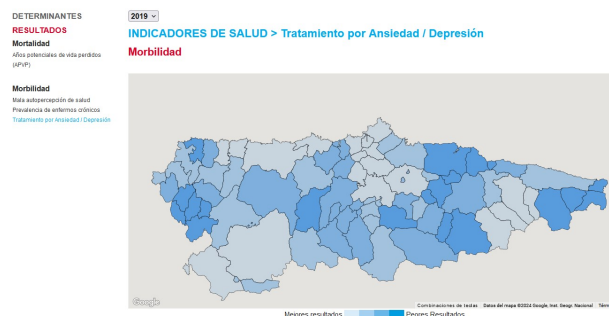 DETERMINANTES
RESULTADOS
Mortalidad
Años potenciales de vida perdidos
(APVP)
Morbilidad
Mala autopercepción de salud
Prevalencia de enfermos crónicos
Tratamiento por Ansiedad / Depresión
2019
INDICADORES DE SALUD > Tratamiento por Ansiedad / Depresión
Morbilidad
Google
Combinaciones de teclas Datos del mapa ©2024 Google, Inst. Geogr. Nacional Térm
Mejores resultados
Peores Resultados